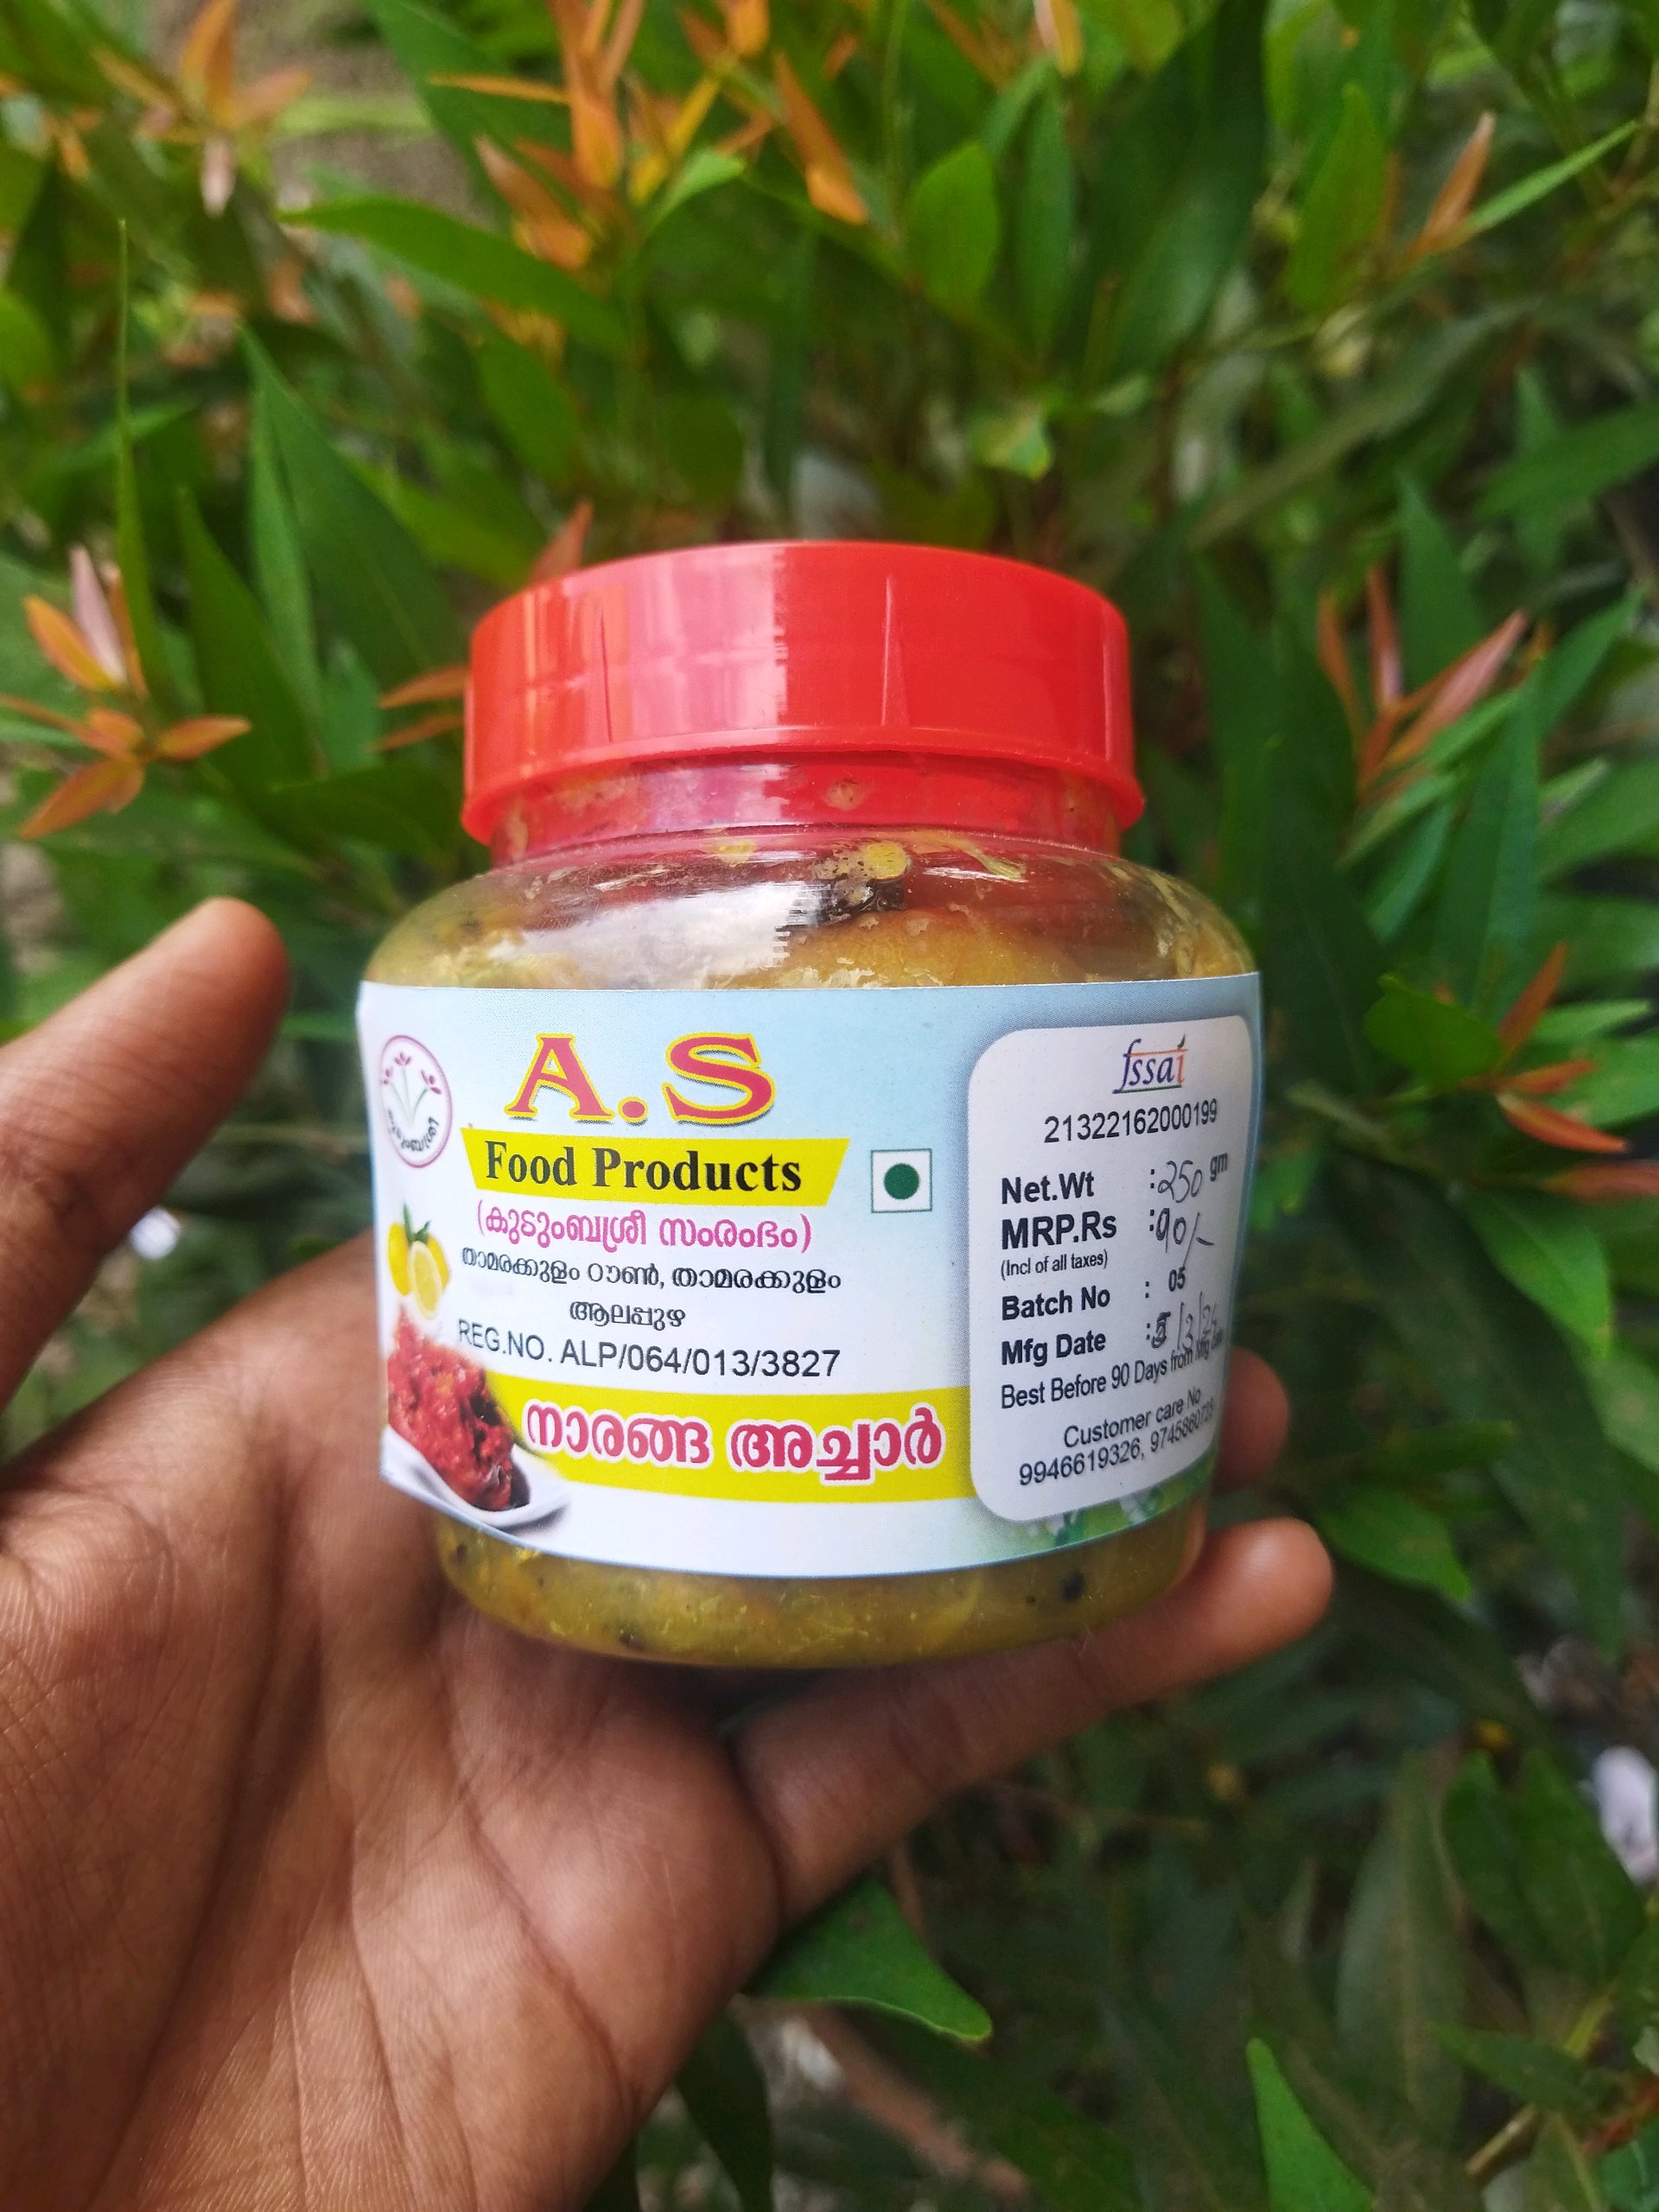 കുടുംബശ്രീ
A.S
Food Products
(കുടുംബശ്രീ സംരംഭം)
താമരക്കുളം റൗൺ, താമരക്കുളം
ആലപ്പുഴ
REG.NO. ALP/064/013/3827
നാരങ്ങ അച്ചാർ
fssai
21322162000199
Net.Wt : 250 gm
MRP.Rs : 90/-
(Incl of all taxes)
Batch No : 05
Mfg Date :
Best Before 90 Days from Mfg
Customer care No
9946619326,